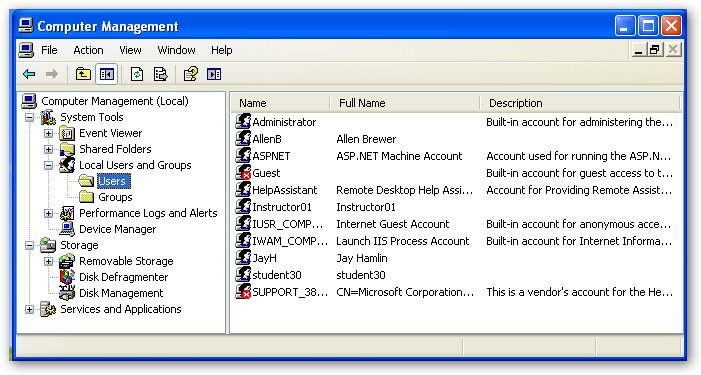 Computer Management
File Action View Window Help
Computer Management (Local)
System Tools
Event Viewer
Shared Folders
Local Users and Groups
Users
Groups
Performance Logs and Alerts
Device Manager
Storage
Removable Storage
Disk Defragmenter
Disk Management
Services and Applications
Name Full Name Description
Administrator Built-in account for administering the...
AllenB Allen Brewer
ASPNET ASP.NET Machine Account Account used for running the ASP.N...
Guest Built-in account for guest access to t...
HelpAssistant Remote Desktop Help Assi... Account for Providing Remote Assist...
Instructor01 Instructor01
IUSR_COMP... Internet Guest Account Built-in account for anonymous acce...
IWAM_COMP... Launch IIS Process Account Built-in account for Internet Informa...
JayH Jay Hamlin
student30 student30
SUPPORT_38... CN=Microsoft Corporation... This is a vendor's account for the He...